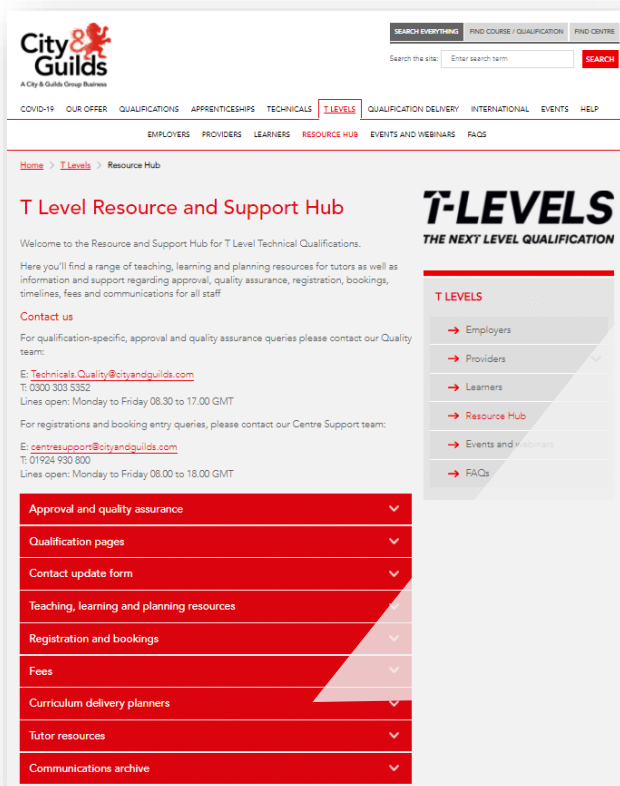 City&
Guilds
A City & Guilds Group Business
SEARCH EVERYTHING FIND COURSE / QUALIFICATION FIND CENTRE
Search the site: Enter search term SEARCH
COVID-19 OUR OFFER QUALIFICATIONS APPRENTICESHIPS TECHNICALS T LEVELS QUALIFICATION DELIVERY INTERNATIONAL EVENTS HELP
EMPLOYERS PROVIDERS LEARNERS RESOURCE HUB EVENTS AND WEBINARS FAQS
Home > T Levels > Resource Hub
T Level Resource and Support Hub
Welcome to the Resource and Support Hub for T Level Technical Qualifications.
Here you'll find a range of teaching, learning and planning resources for tutors as well as
information and support regarding approval, quality assurance, registration, bookings,
timelines, fees and communications for all staff
Contact us
For qualification-specific, approval and quality assurance queries please contact our Quality
team:
E: Technicals.Quality@cityandguilds.com
T: 0300 303 5352
Lines open: Monday to Friday 08.30 to 17.00 GMT
For registrations and booking entry queries, please contact our Centre Support team:
E: centresupport@cityandguilds.com
T: 01924 930 800
Lines open: Monday to Friday 08.00 to 18.00 GMT
Approval and quality assurance
Qualification pages
Contact update form
Teaching, learning and planning resources
Registration and bookings
Fees
Curriculum delivery planners
Tutor resources
Communications archive
T-LEVELS
THE NEXT LEVEL QUALIFICATION
T LEVELS
Employers
Providers
Learners
Resource Hub
Events and webinars
FAQs